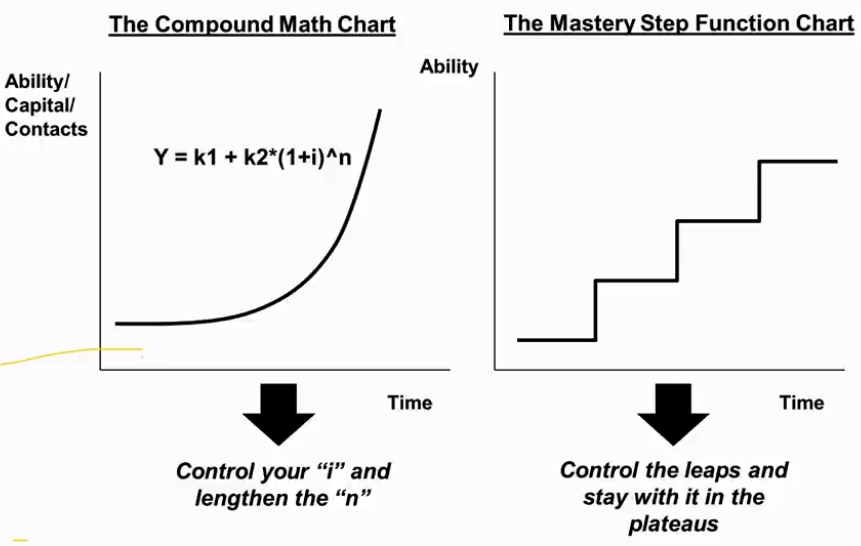 The Compound Math Chart
Ability/
Capital/
Contacts
Y = k1 + k2*(1+i)^n
Time
Control your “i” and
lengthen the “n”
The Mastery Step Function Chart
Ability
Time
Control the leaps and
stay with it in the
plateaus